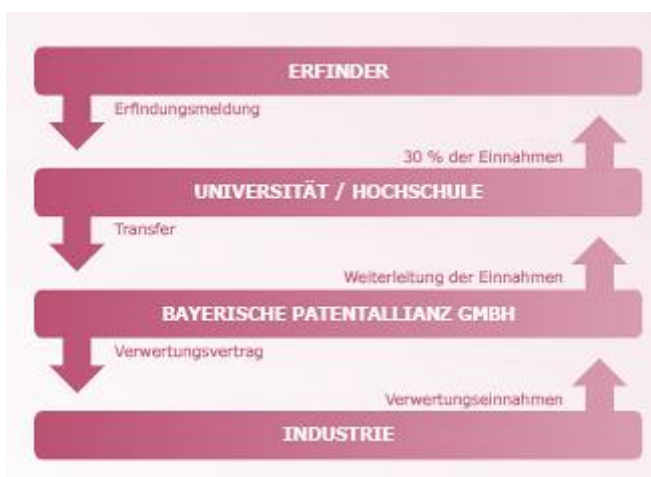 ERFINDER
Erfindungsmeldung
30 % der Einnahmen
UNIVERSITÄT / HOCHSCHULE
Transfer
Weiterleitung der Einnahmen
BAYERISCHE PATENTALLIANZ GMBH
Verwertungsvertrag
Verwertungseinnahmen
INDUSTRIE